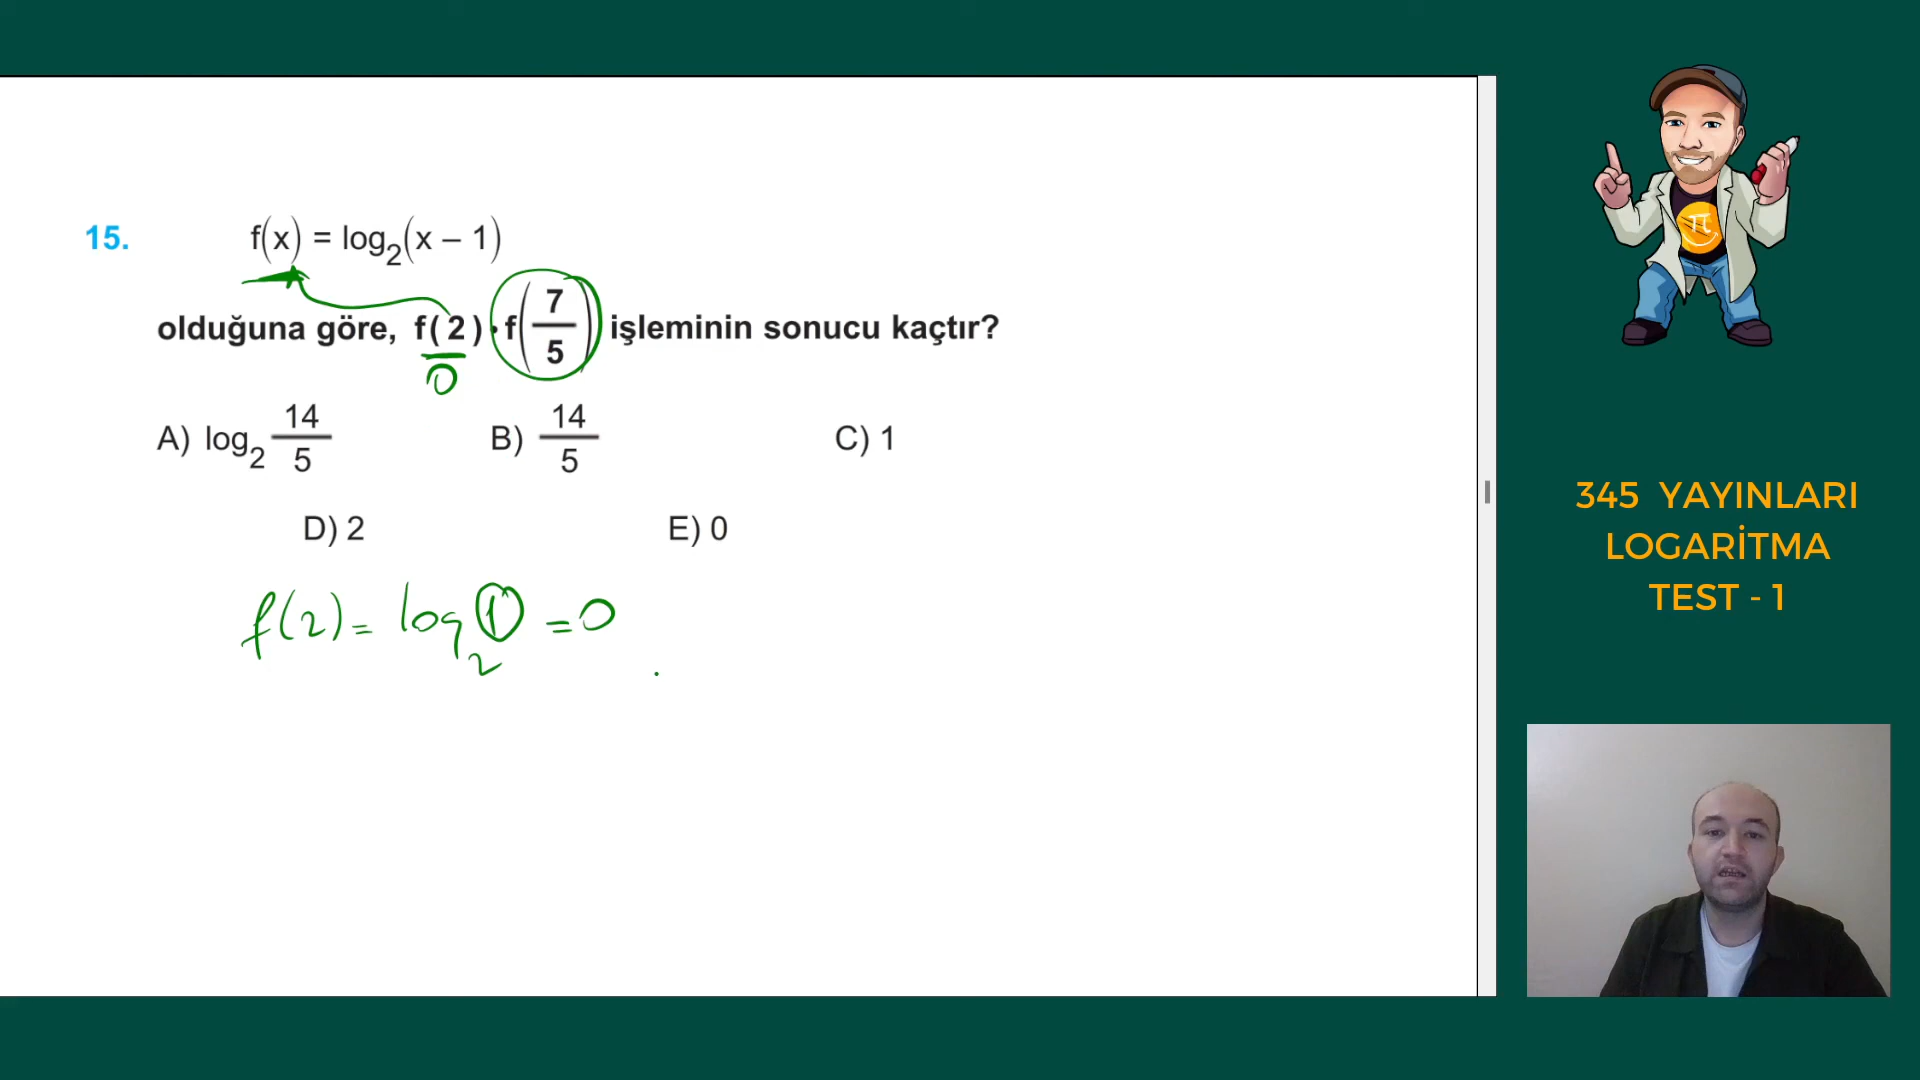 15. f(x) = log₂(x – 1)
olduğuna göre, f(2) · f(7/5) işleminin sonucu kaçtır?
0
A) log₂ 14/5 B) 14/5 C) 1
D) 2 E) 0
f(2) = log₂ 1 = 0
π
345 YAYINLARI
LOGARİTMA
TEST - 1